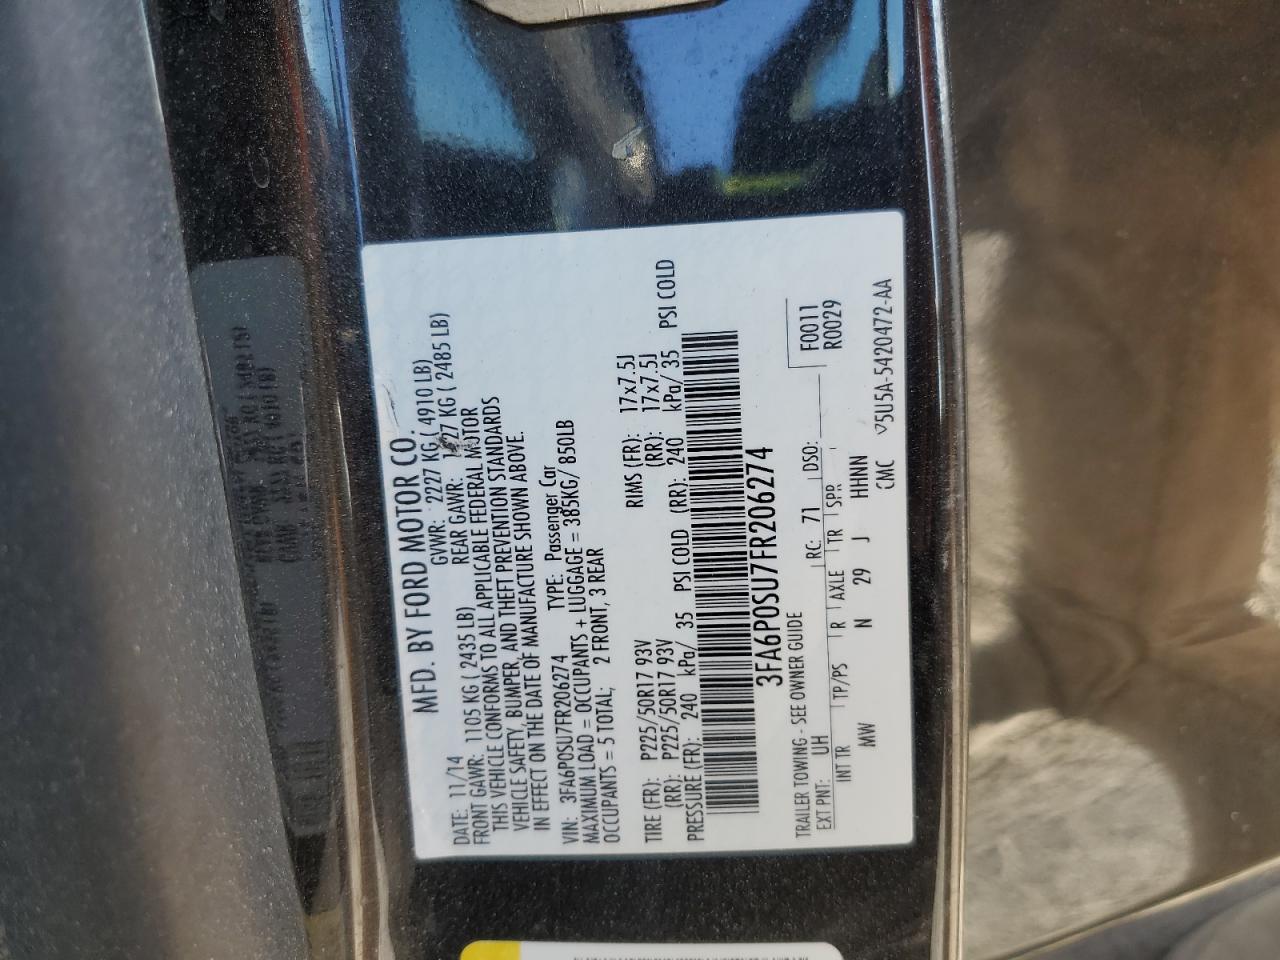 MFD. BY FORD MOTOR CO.
DATE: 11/14 GVWR: 2227 KG ( 4910 LB)
FRONT GAWR: 1105 KG ( 2435 LB) REAR GAWR: 1127 KG ( 2485 LB)
THIS VEHICLE CONFORMS TO ALL APPLICABLE FEDERAL MOTOR
VEHICLE SAFETY, BUMPER, AND THEFT PREVENTION STANDARDS
IN EFFECT ON THE DATE OF MANUFACTURE SHOWN ABOVE.
VIN: 3FA6P0SU7FR206274 TYPE: Passenger Car
MAXIMUM LOAD = OCCUPANTS + LUGGAGE = 385KG/ 850LB
OCCUPANTS = 5 TOTAL; 2 FRONT, 3 REAR
TIRE (FR): P225/50R17 93V RIMS (FR): 17x7.5J
(RR): P225/50R17 93V (RR): 17x7.5J
PRESSURE (FR): 240 kPa/ 35 PSI COLD (RR): 240 kPa/ 35 PSI COLD
3FA6P0SU7FR206274
TRAILER TOWING - SEE OWNER GUIDE F0011
EXT PNT: UH RC: 71 DSO: R0029
INT TR TP/PS R AXLE TR SPR
MW N 29 J HHNN
CMC ▽5U5A-5420472-AA